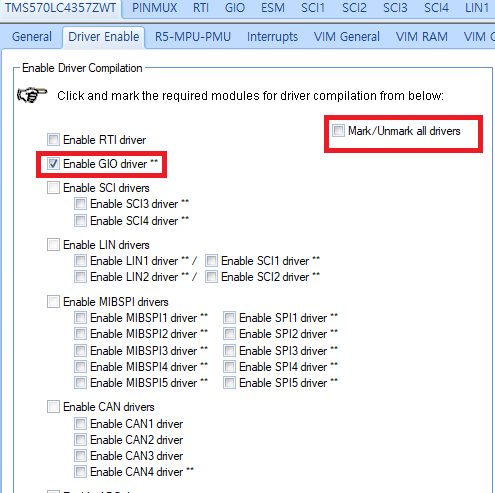 TMS570LC4357ZWT PINMUX RTI GIO ESM SCI1 SCI2 SCI3 SCI4 LIN1
General Driver Enable R5-MPU-PMU Interrupts VIM General VIM RAM VIM
Enable Driver Compilation
Click and mark the required modules for driver compilation from below:
Mark/Unmark all drivers
Enable RTI driver
Enable GIO driver **
Enable SCI drivers
Enable SCI3 driver **
Enable SCI4 driver **
Enable LIN drivers
Enable LIN1 driver ** / Enable SCI1 driver **
Enable LIN2 driver ** / Enable SCI2 driver **
Enable MIBSPI drivers
Enable MIBSPI1 driver ** Enable SPI1 driver **
Enable MIBSPI2 driver ** Enable SPI2 driver **
Enable MIBSPI3 driver ** Enable SPI3 driver **
Enable MIBSPI4 driver ** Enable SPI4 driver **
Enable MIBSPI5 driver ** Enable SPI5 driver **
Enable CAN drivers
Enable CAN1 driver
Enable CAN2 driver
Enable CAN3 driver
Enable CAN4 driver **